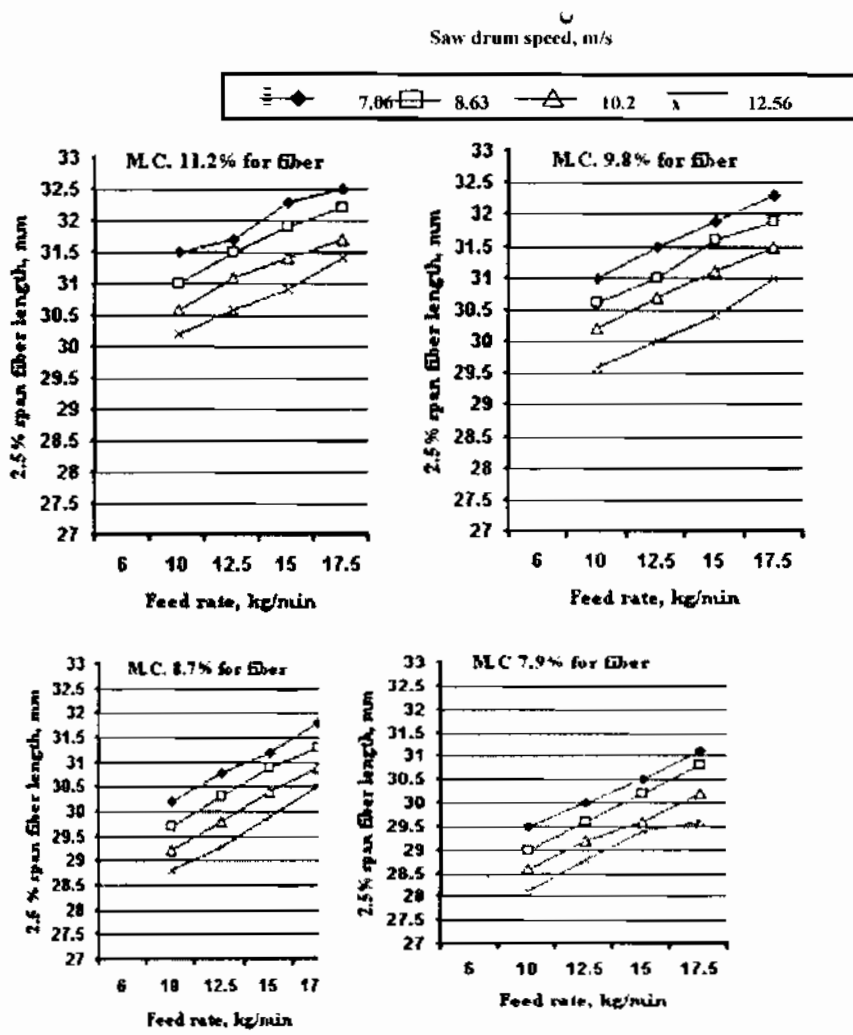 Saw drum speed, m/s
7.06 8.63 10.2 x 12.56
M.C. 11.2% for fiber
33
32.5
32
31.5
31
30.5
30
29.5
29
28.5
28
27.5
27
2.5% span fiber length, mm
6 10 12.5 15 17.5
Feed rate, kg/min
M.C. 9.8% for fiber
33
32.5
32
31.5
31
30.5
30
29.5
29
28.5
28
27.5
27
2.5% span fiber length, mm
6 10 12.5 15 17.5
Feed rate, kg/min
M.C. 8.7% for fiber
33
32.5
32
31.5
31
30.5
30
29.5
29
28.5
28
27.5
27
2.5 % span fiber length, mm
6 10 12.5 15 17
Feed rate, kg/min
M.C 7.9% for fiber
33
32.5
32
31.5
31
30.5
30
29.5
29
28.5
28
27.5
27
2.5% span fiber length, mm
6 10 12.5 15 17.5
Feed rate, kg/min